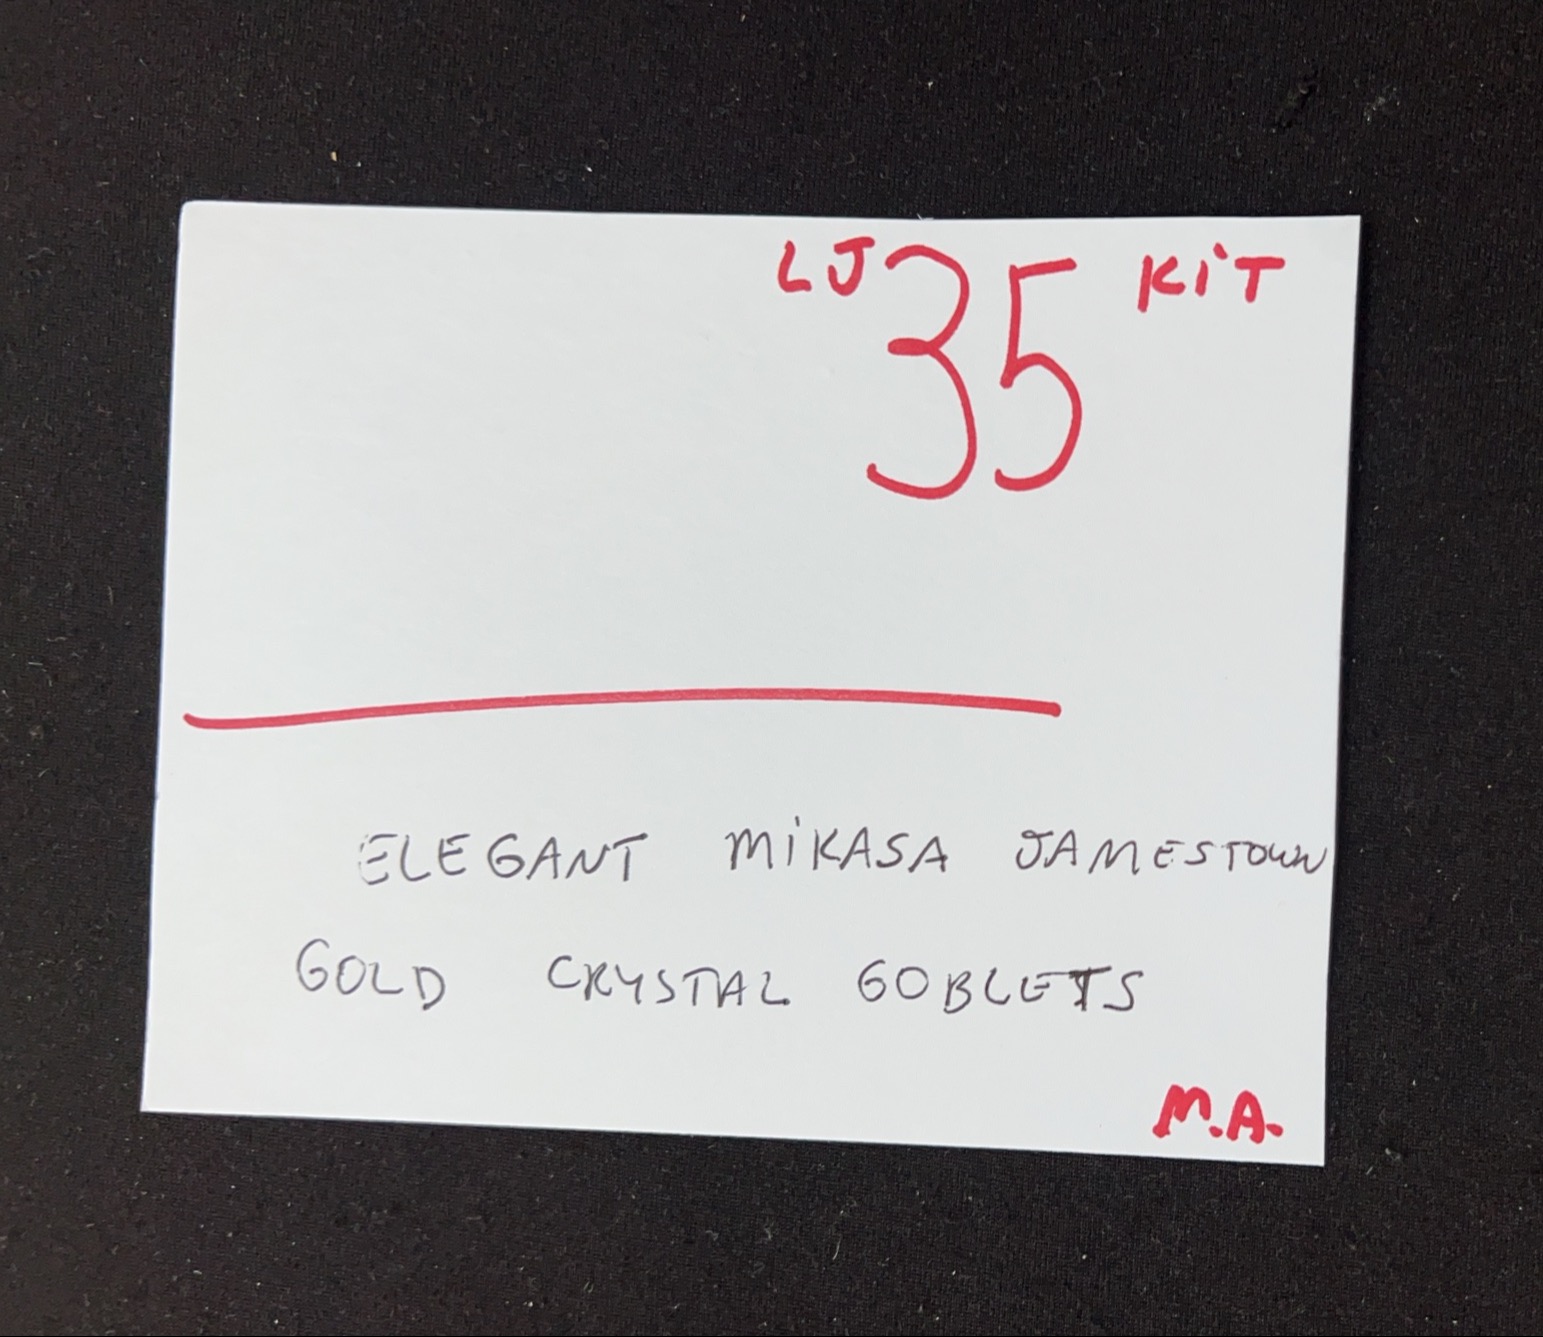 LJ 35 KiT
ELEGANT MiKASA JAMESTOWN
GOLD CRYSTAL GOBLETS
M.A.